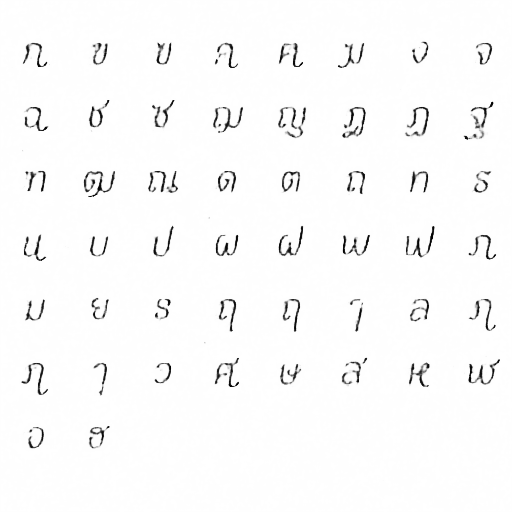 ก ข ฃ ค ฅ ฆ ง จ
ฉ ช ซ ฌ ญ ฎ ฏ ฐ
ฑ ฒ ณ ด ต ถ ท ธ
น บ ป ผ ฝ พ ฟ ภ
ม ย ร ฤ ฤ ๅ ล ฦ
ฦ ๅ ว ศ ษ ส ห ฬ
อ ฮ